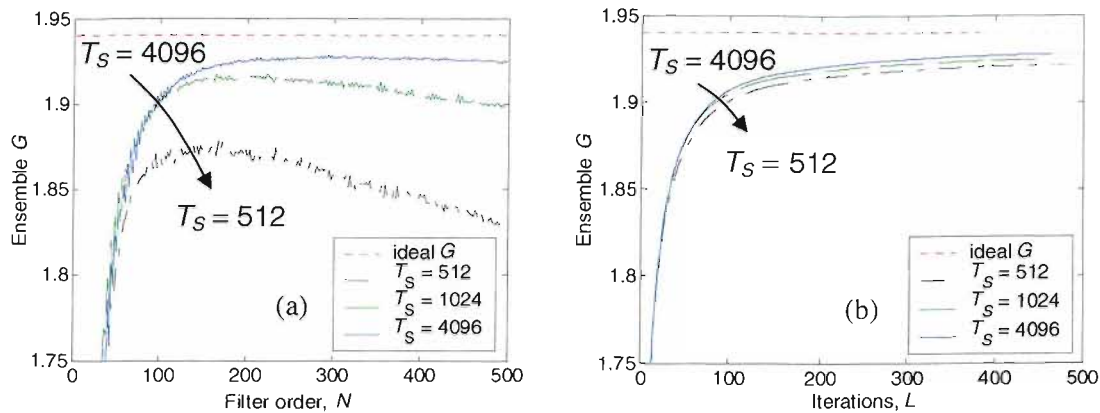 1.95
1.9
1.85
1.8
1.75
Ensemble G
T_S = 4096
T_S = 512
(a)
ideal G
T_S = 512
T_S = 1024
T_S = 4096
0 100 200 300 400 500
Filter order, N
1.95
1.9
1.85
1.8
1.75
Ensemble G
T_S = 4096
T_S = 512
(b)
ideal G
T_S = 512
T_S = 1024
T_S = 4096
0 100 200 300 400 500
Iterations, L